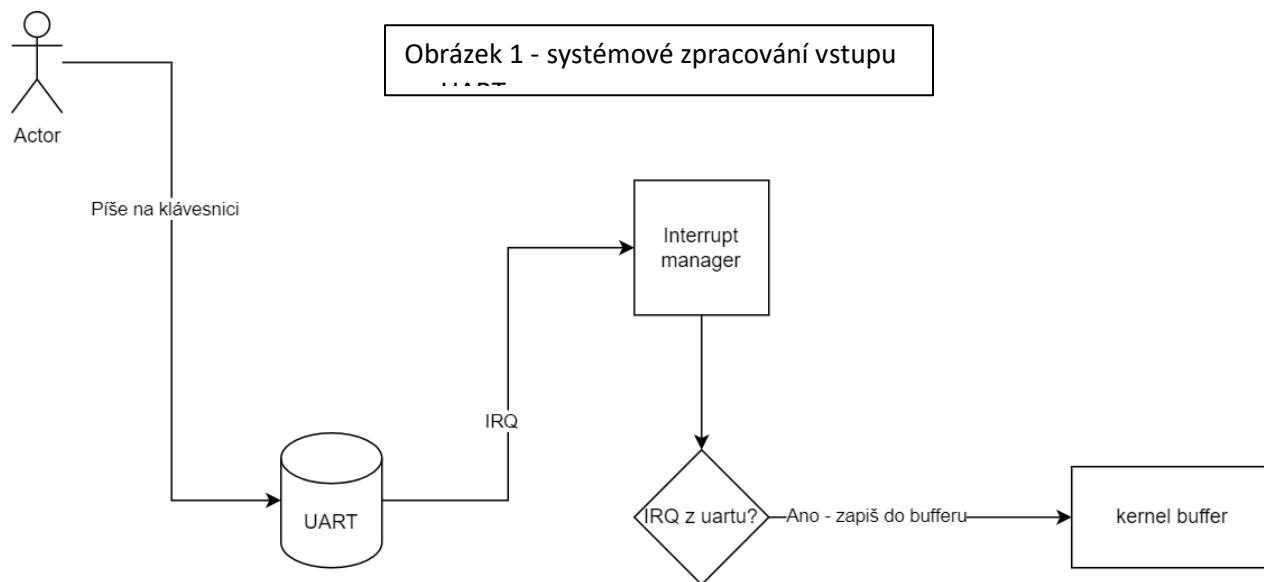 Obrázek 1 - systémové zpracování vstupu
Actor
Píše na klávesnici
Interrupt
manager
IRQ
UART
IRQ z uartu?
Ano - zapiš do bufferu
kernel buffer